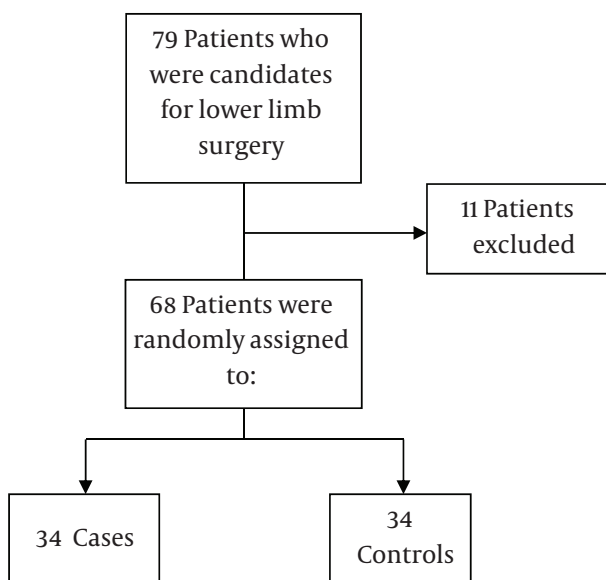 79 Patients who
were candidates
for lower limb
surgery
11 Patients
excluded
68 Patients were
randomly assigned
to:
34 Cases
34
Controls